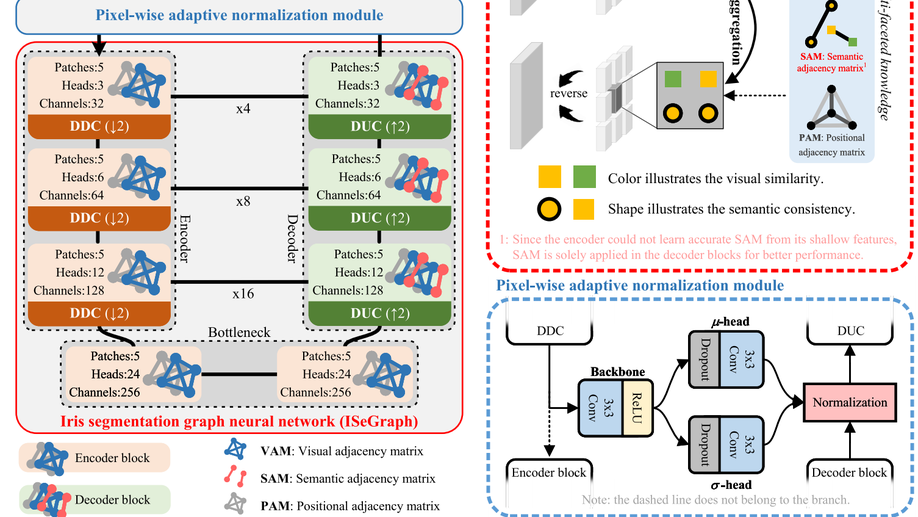 Pixel-wise adaptive normalization module
Patches:5
Heads:3
Channels:32
DDC (↓2)
x4
Patches:5
Heads:3
Channels:32
DUC (↑2)
Patches:5
Heads:6
Channels:64
DDC (↓2)
x8
Patches:5
Heads:6
Channels:64
DUC (↑2)
Encoder
Decoder
Patches:5
Heads:12
Channels:128
DDC (↓2)
x16
Patches:5
Heads:12
Channels:128
DUC (↑2)
Bottleneck
Patches:5
Heads:24
Channels:256
Patches:5
Heads:24
Channels:256
Iris segmentation graph neural network (ISeGraph)
Encoder block
Decoder block
VAM: Visual adjacency matrix
SAM: Semantic adjacency matrix
PAM: Positional adjacency matrix
aggregation
reverse
SAM: Semantic
adjacency matrix1
PAM: Positional
adjacency matrix
knowledge
Color illustrates the visual similarity.
Shape illustrates the semantic consistency.
1: Since the encoder could not learn accurate SAM from its shallow features,
SAM is solely applied in the decoder blocks for better performance.
Pixel-wise adaptive normalization module
DDC
Backbone
3x3
Conv
ReLU
μ-head
Dropout
3x3
Conv
Dropout
3x3
Conv
σ-head
DUC
Normalization
Encoder block
Decoder block
Note: the dashed line does not belong to the branch.